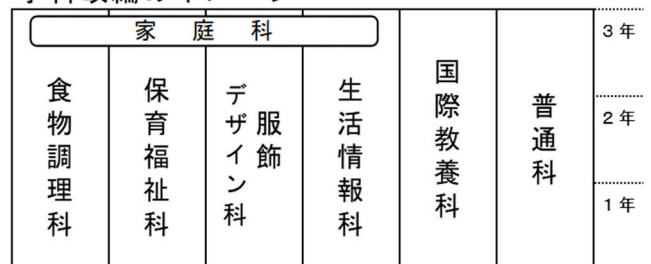 家庭科
食物調理科
保育福祉科
服飾
デザイン科
生活情報科
国際教養科
普通科
3年
2年
1年